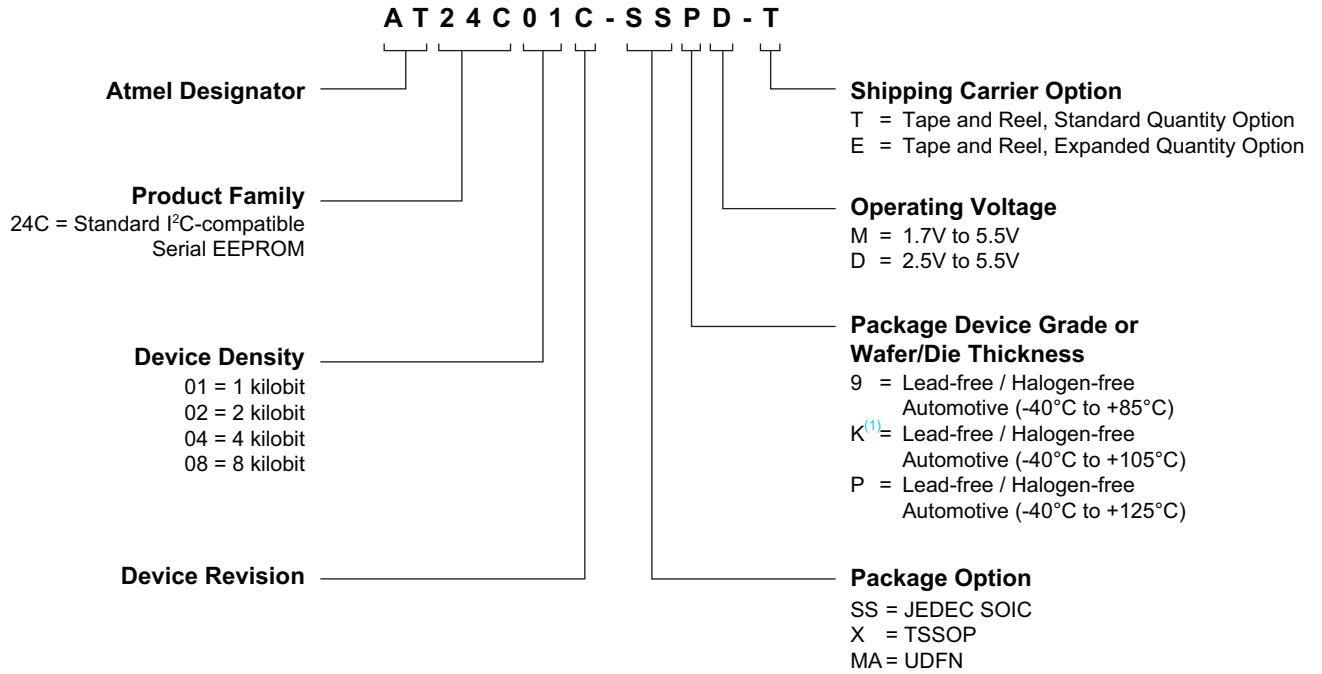 AT24C01C-SSPD-T
Atmel Designator
Product Family
24C = Standard I²C-compatible
Serial EEPROM
Device Density
01 = 1 kilobit
02 = 2 kilobit
04 = 4 kilobit
08 = 8 kilobit
Device Revision
Shipping Carrier Option
T = Tape and Reel, Standard Quantity Option
E = Tape and Reel, Expanded Quantity Option
Operating Voltage
M = 1.7V to 5.5V
D = 2.5V to 5.5V
Package Device Grade or
Wafer/Die Thickness
9 = Lead-free / Halogen-free
Automotive (-40°C to +85°C)
K(1)= Lead-free / Halogen-free
Automotive (-40°C to +105°C)
P = Lead-free / Halogen-free
Automotive (-40°C to +125°C)
Package Option
SS = JEDEC SOIC
X = TSSOP
MA = UDFN